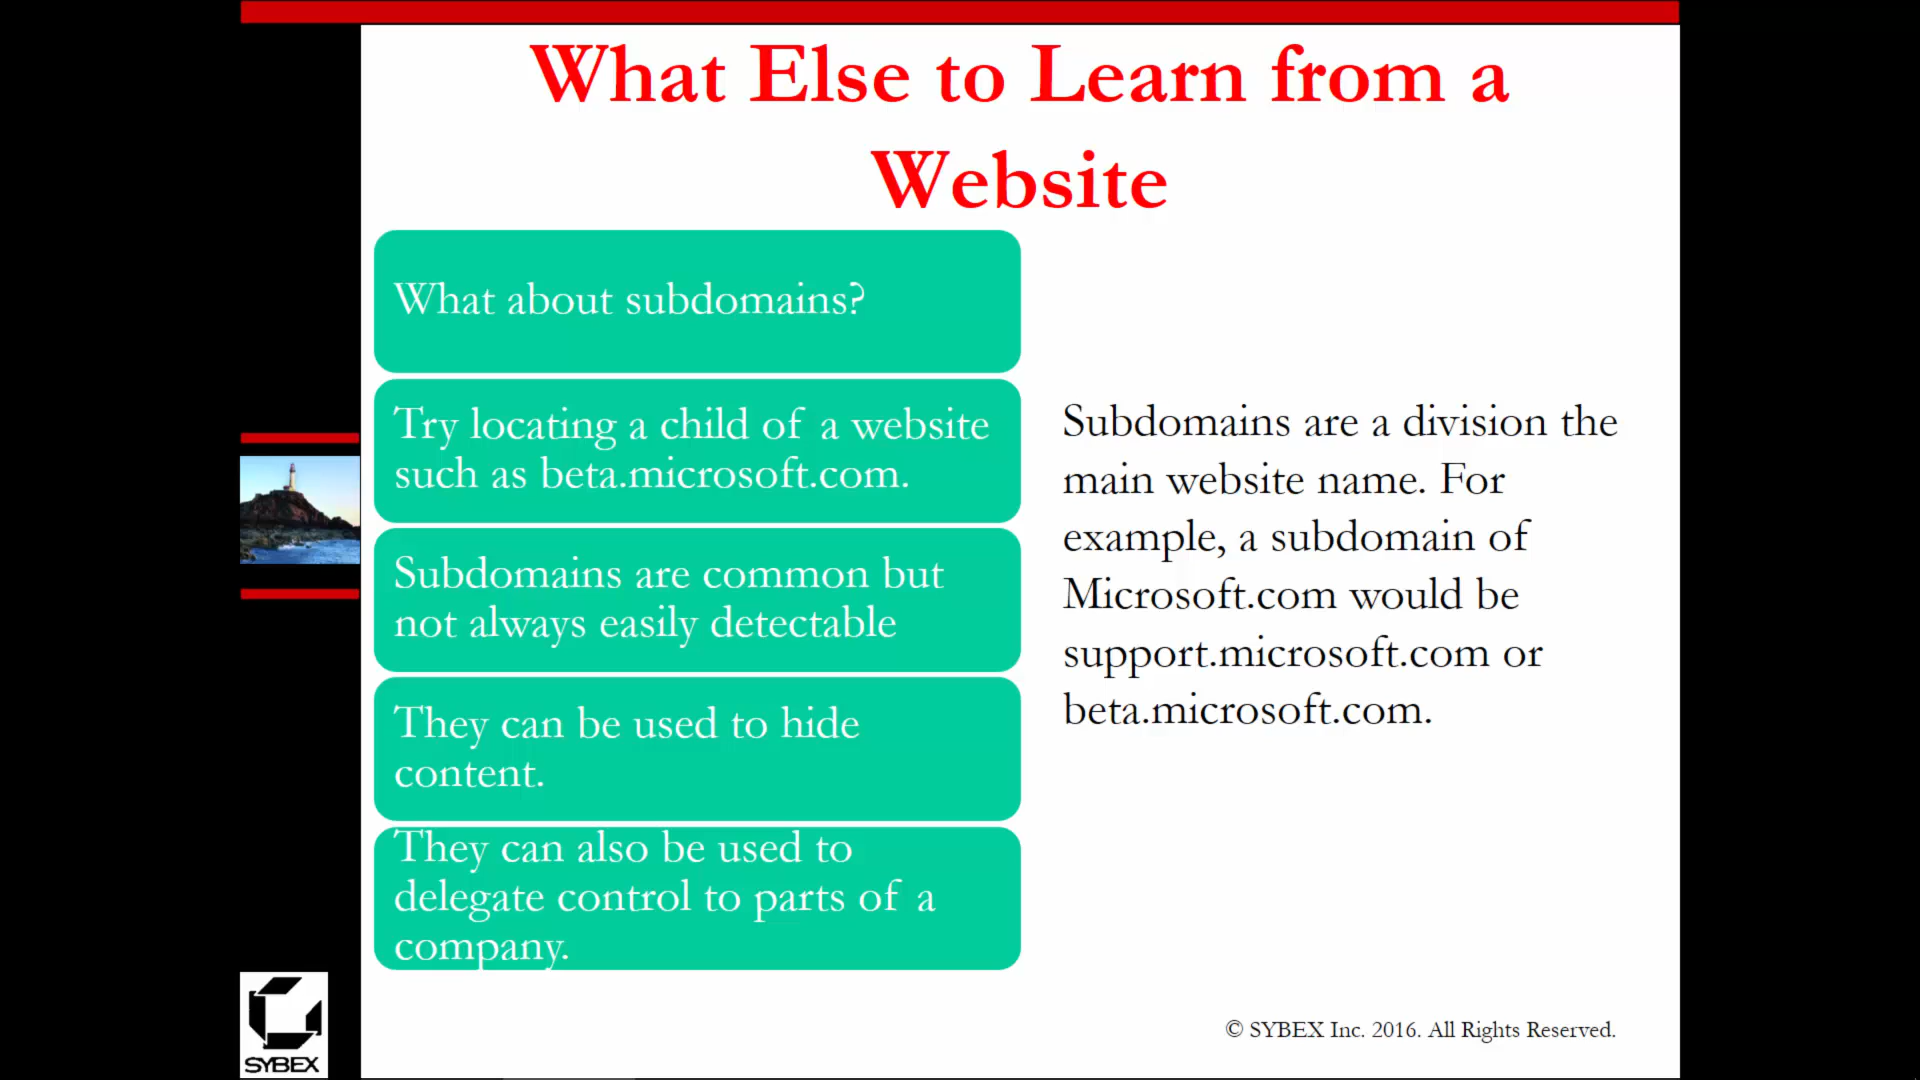 What Else to Learn from a
Website
What about subdomains?
Try locating a child of a website
such as beta.microsoft.com.
Subdomains are common but
not always easily detectable
They can be used to hide
content.
They can also be used to
delegate control to parts of a
company.
Subdomains are a division the
main website name. For
example, a subdomain of
Microsoft.com would be
support.microsoft.com or
beta.microsoft.com.
SYBEX
© SYBEX Inc. 2016. All Rights Reserved.